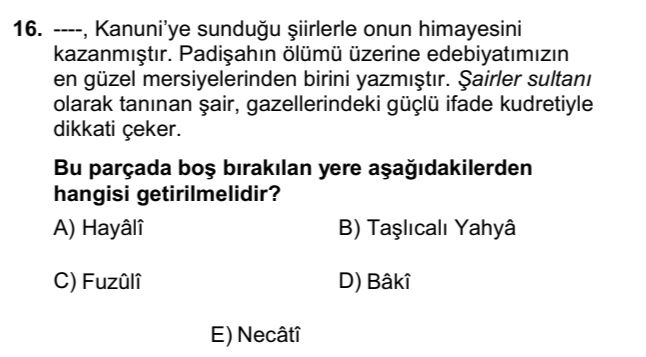 16. ----, Kanuni’ye sunduğu şiirlerle onun himayesini
kazanmıştır. Padişahın ölümü üzerine edebiyatımızın
en güzel mersiyelerinden birini yazmıştır. Şairler sultanı
olarak tanınan şair, gazellerindeki güçlü ifade kudretiyle
dikkati çeker.
Bu parçada boş bırakılan yere aşağıdakilerden
hangisi getirilmelidir?
A) Hayâlî B) Taşlıcalı Yahyâ
C) Fuzûlî D) Bâkî
E) Necâtî